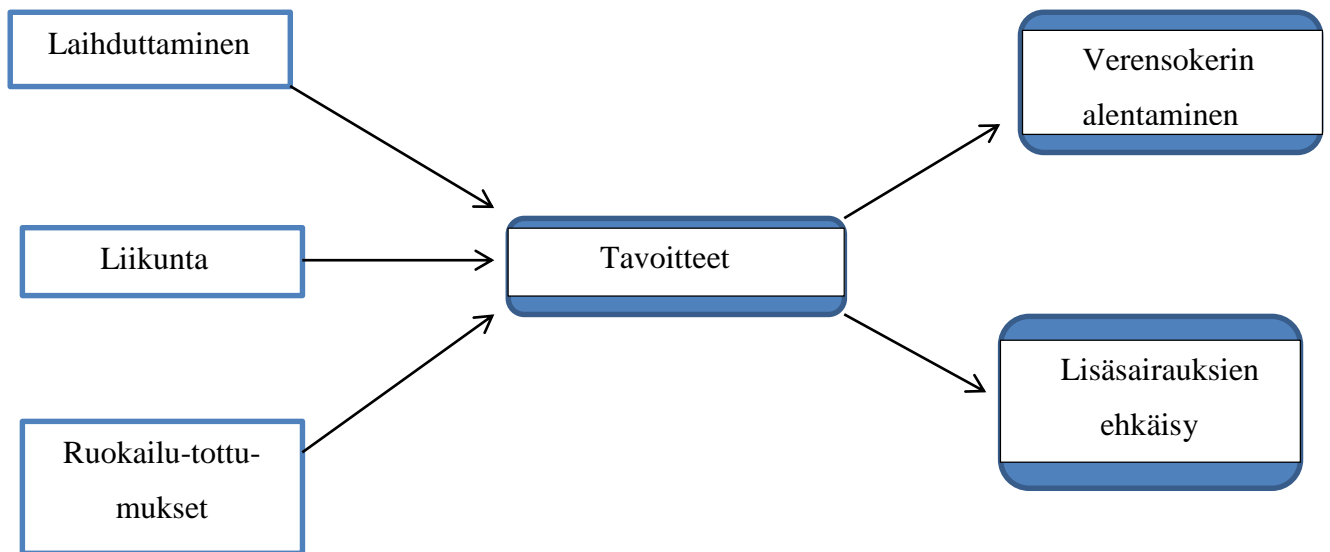 Laihduttaminen
Liikunta
Ruokailu-tottu-
mukset
Tavoitteet
Verensokerin
alentaminen
Lisäsairauksien
ehkäisy